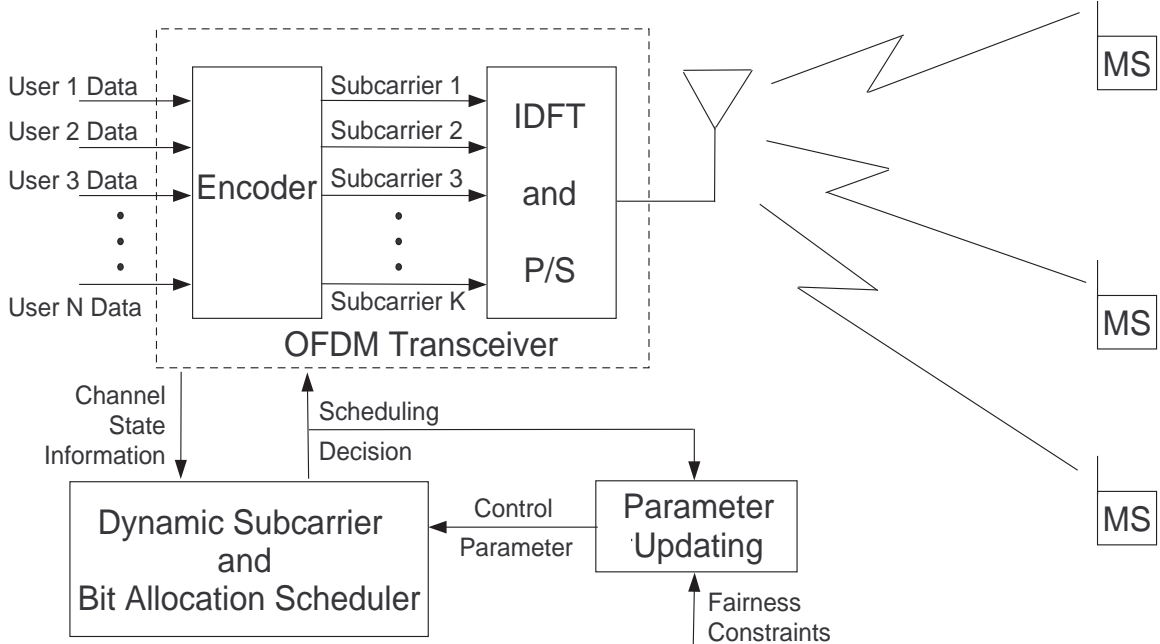 User 1 Data
User 2 Data
User 3 Data
User N Data
Encoder
Subcarrier 1
Subcarrier 2
Subcarrier 3
Subcarrier K
IDFT
and
P/S
OFDM Transceiver
MS
MS
MS
Channel
State
Information
Scheduling
Decision
Dynamic Subcarrier
and
Bit Allocation Scheduler
Control
Parameter
Parameter
Updating
Fairness
Constraints